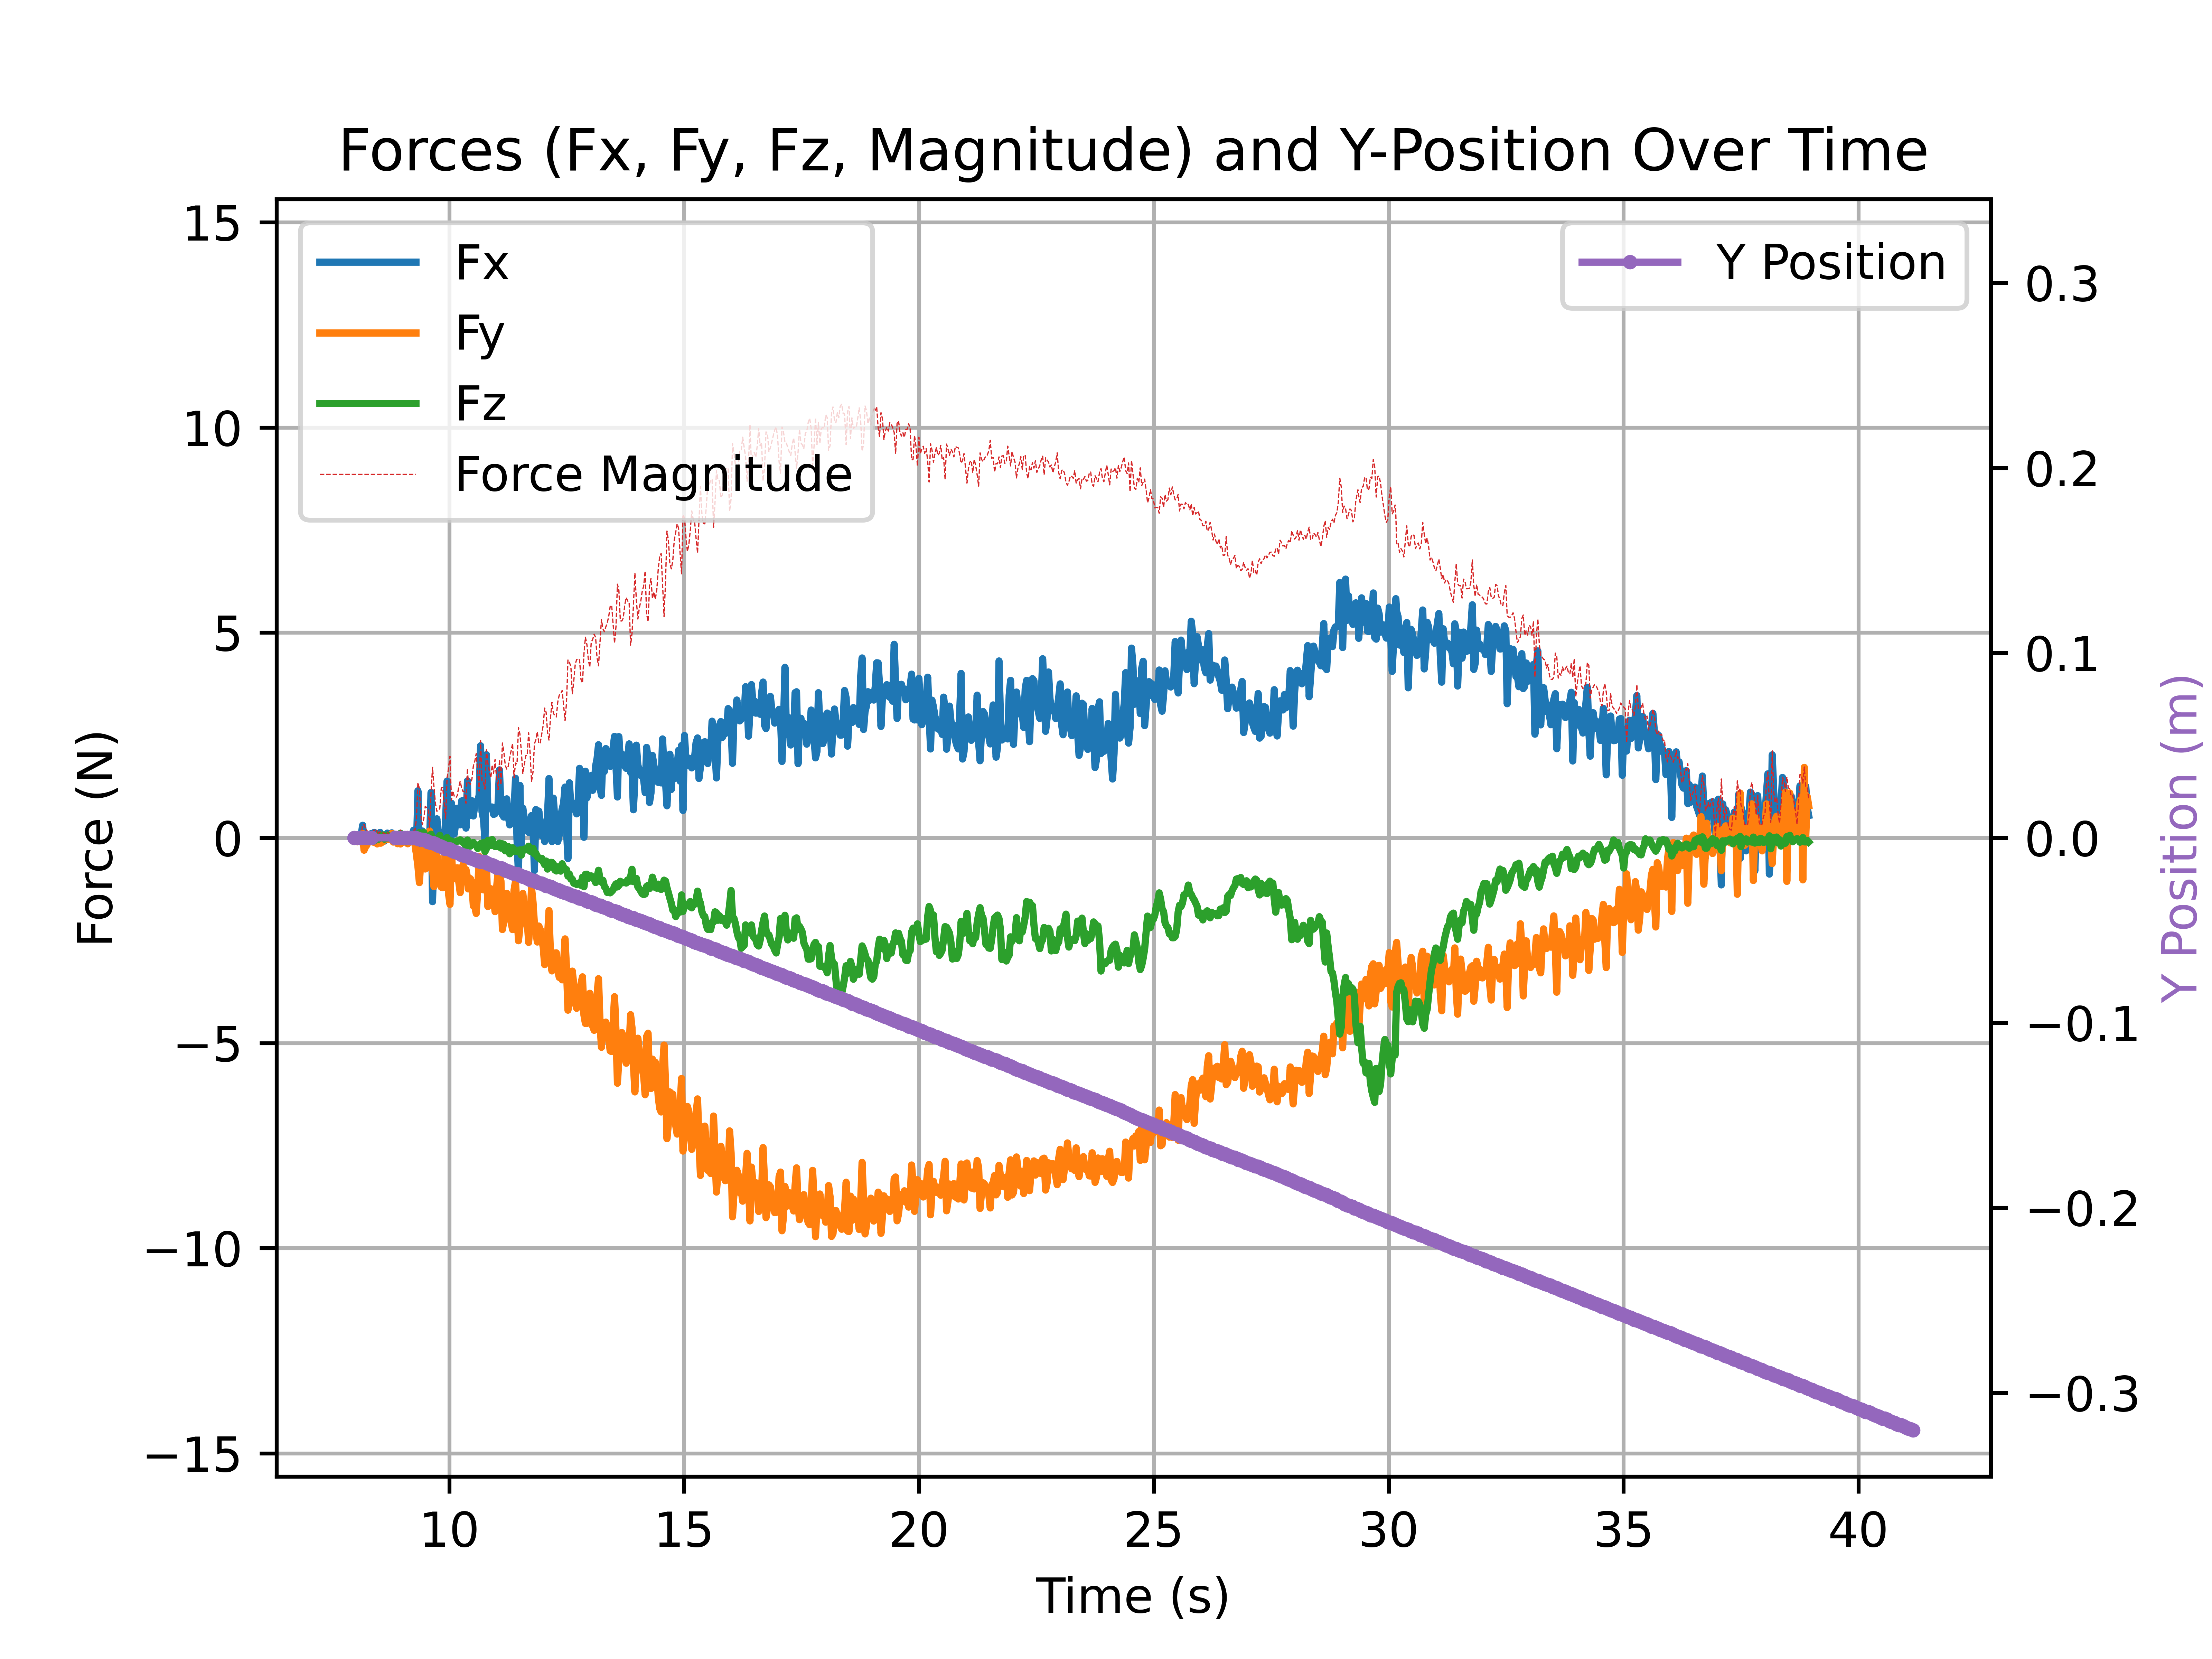 Forces (Fx, Fy, Fz, Magnitude) and Y-Position Over Time
15
10
5
0
−5
−10
−15
Force (N)
Fx
Fy
Fz
Force Magnitude
Y Position
0.3
0.2
0.1
0.0
−0.1
−0.2
−0.3
Y Position (m)
10 15 20 25 30 35 40
Time (s)